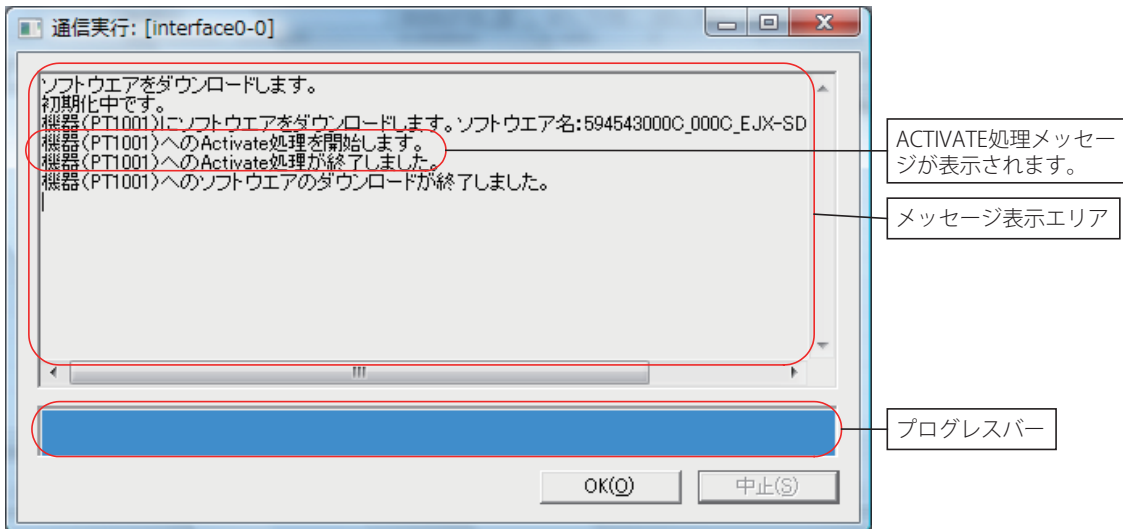 通信実行: [interface0-0]
ソフトウエアをダウンロードします。
初期化中です。
機器(PT1001)にソフトウエアをダウンロードします。ソフトウエア名:594543000C_000C_EJX-SD
機器(PT1001)へのActivate処理を開始します。
機器(PT1001)へのActivate処理が終了しました。
機器(PT1001)へのソフトウエアのダウンロードが終了しました。
ACTIVATE処理メッセー
ジが表示されます。
メッセージ表示エリア
プログレスバー
OK(O)
中止(S)